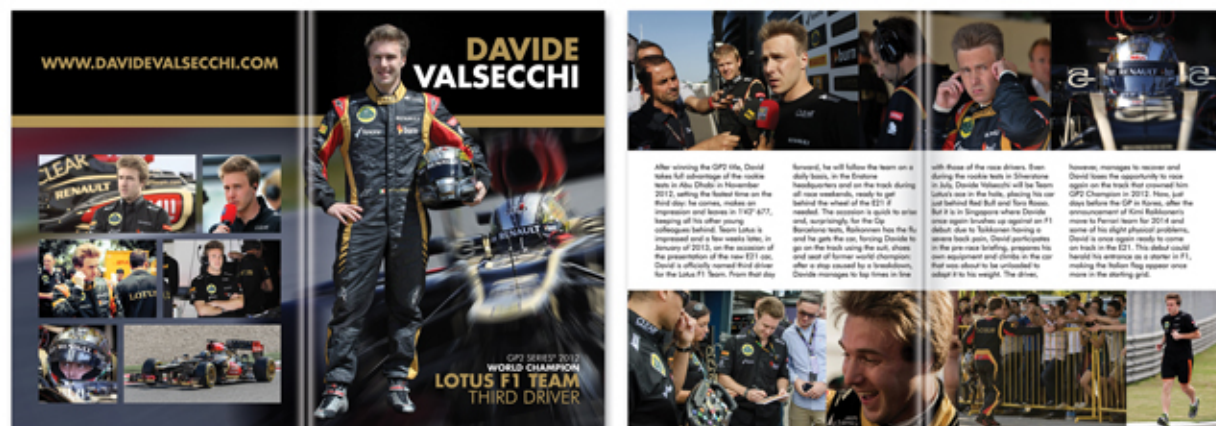 WWW.DAVIDEVALSECCHI.COM
DAVIDE
VALSECCHI
CLEAR
RENAULT
LOTUS
RENAULT
GP2 SERIES® 2012
WORLD CHAMPION
LOTUS F1 TEAM
THIRD DRIVER
burn
CLEAR
RENAULT
After winning the GP2 title, David
takes full advantage of the rookie
tests in Abu Dhabi in November
2012, setting the fastest time on the
third day: he comes, makes an
impression and leaves in 1'42" 677,
keeping all his other young
colleagues behind. Team Lotus is
impressed and a few weeks later, in
January of 2013, on the occasion of
the presentation of the new E21 car,
David is officially named third driver
for the Lotus F1 Team. From that day
forward, he will follow the team on a
daily basis, in the Enstone
headquarters and on the track during
all race weekends, ready to get
behind the wheel of the E21 if
needed. The occasion is quick to arise
and, surprisingly, fat the Gp
Barcelona tests, Raikonnen has the flu
and he gets the car, forcing Davide to
go on the track using the suit, shoes
and seat of former world champion:
after a stop caused by a breakdown,
Davide manages to lap times in line
with those of the race drivers. Even
during the rookie tests in Silverstone
in July, Davide Valsecchi will be Team
Lotus's ace in the hole, placing his car
just behind Red Bull and Toro Rosso.
But it is in Singapore where Davide
once again brushes up against an F1
debut: due to Taikkonen having a
severe back pain, David participates
in the pre race briefing, prepares his
own equipment and climbs in the car
that was about to be unloaded to
adapt it to his weight. The driver,
however, manages to recover and
David loses the opportunity to race
again on the track that crowned him
GP2 Champion in 2012. Now, just
days before the GP in Korea, after the
announcement of Kimi Raikkonen's
move to Ferrari team for 2014 and
some of his slight physical problems,
David is once again ready to come
on track in the E21. This debut could
herald his entrance as a starter in F1,
making the Italian flag appear once
more in the starting grid.